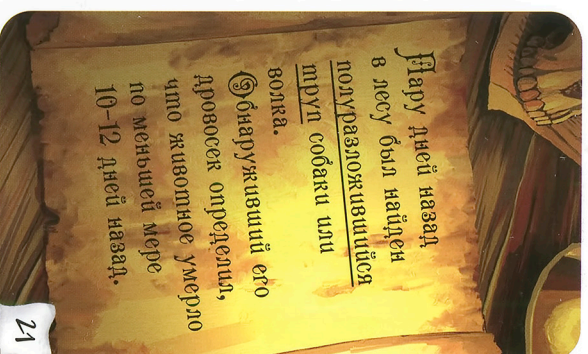 Пару дней назад
в лесу был найден
полуразложившийся
труп собаки или
волка.
Обнаруживший его
дровосек определил,
что животное умерло
по меньшей мере
10-12 дней назад.
21